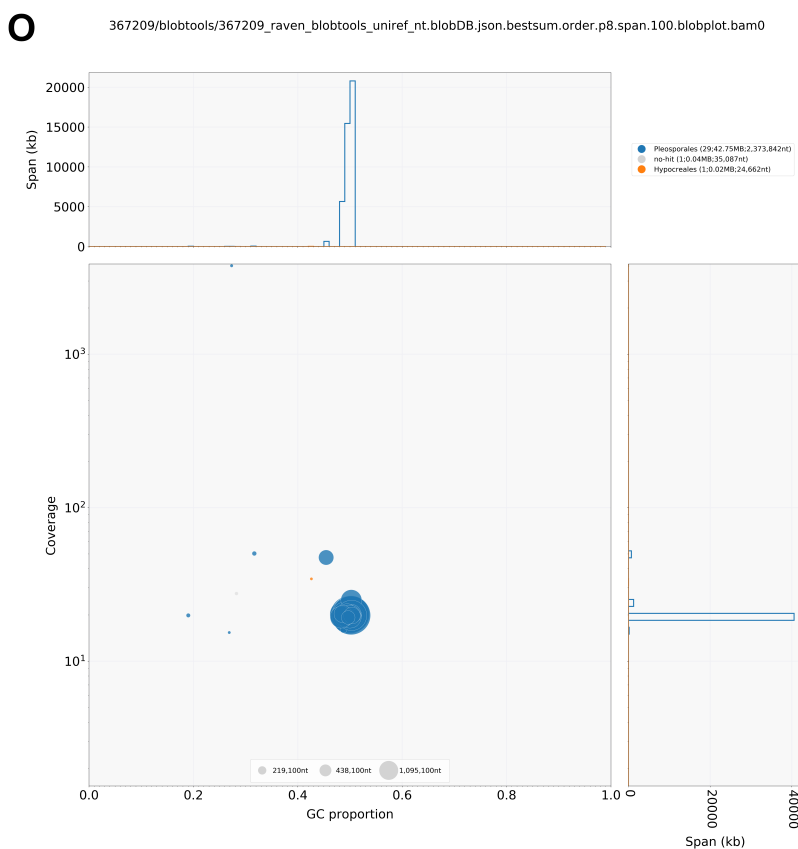 O
367209/blobtools/367209_raven_blobtools_uniref_nt.blobDB.json.bestsum.order.p8.span.100.blobplot.bam0
20000
15000
10000
5000
0
Span (kb)
Pleosporales (29;42.75MB;2,373,842nt)
no-hit (1;0.04MB;35,087nt)
Hypocreales (1;0.02MB;24,662nt)
10³
10²
10¹
Coverage
219,100nt
438,100nt
1,095,100nt
0.0
0.2
0.4
0.6
0.8
1.0
GC proportion
0
20000
40000
Span (kb)